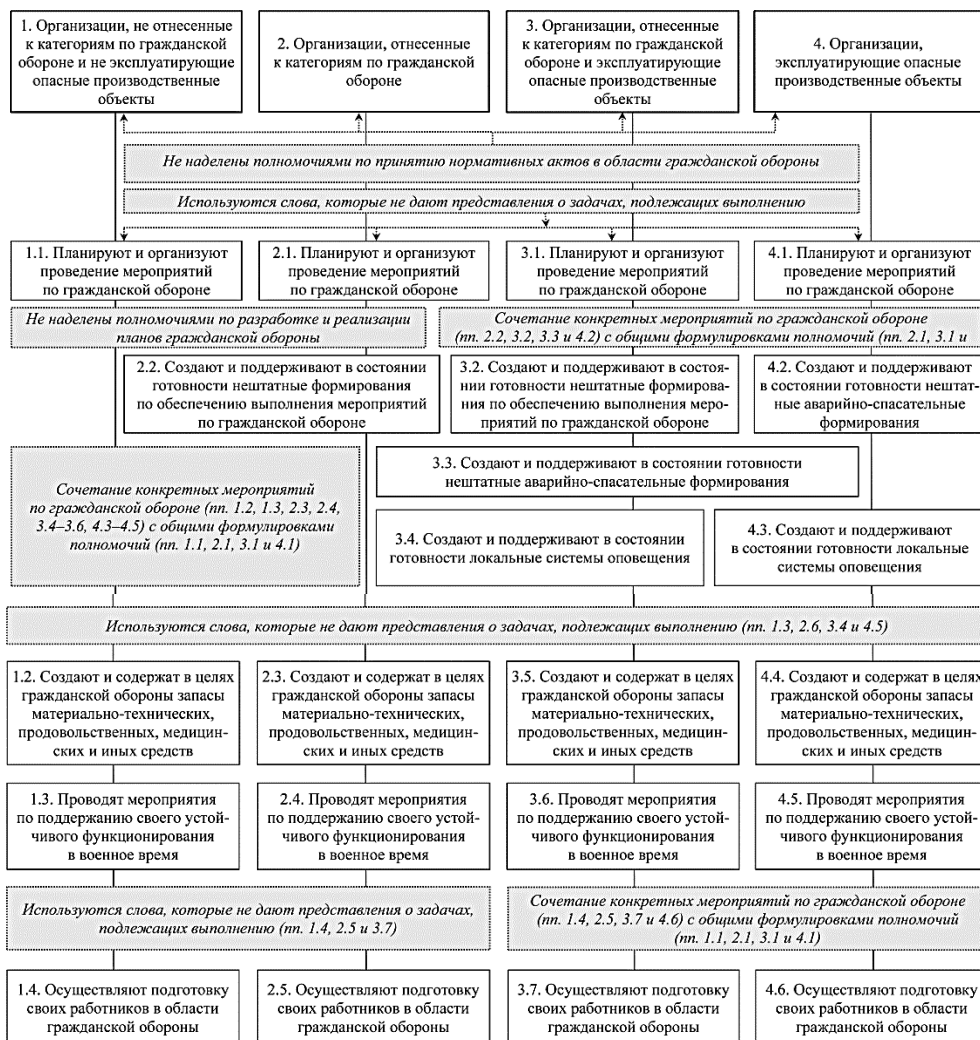 1. Организации, не отнесенные
к категориям по гражданской
обороне и не эксплуатирующие
опасные производственные
объекты
2. Организации, отнесенные
к категориям по гражданской
обороне
3. Организации, отнесенные
к категориям по гражданской
обороне и эксплуатирующие
опасные производственные
объекты
4. Организации,
эксплуатирующие опасные
производственные объекты
Не наделены полномочиями по принятию нормативных актов в области гражданской обороны
Используются слова, которые не дают представления о задачах, подлежащих выполнению
1.1. Планируют и организуют
проведение мероприятий
по гражданской обороне
2.1. Планируют и организуют
проведение мероприятий
по гражданской обороне
3.1. Планируют и организуют
проведение мероприятий
по гражданской обороне
4.1. Планируют и организуют
проведение мероприятий
по гражданской обороне
Не наделены полномочиями по разработке и реализации
планов гражданской обороны
Сочетание конкретных мероприятий по гражданской обороне
(пп. 2.2, 3.2, 3.3 и 4.2) с общими формулировками полномочий (пп. 2.1, 3.1 и
2.2. Создают и поддерживают в состоянии
готовности нештатные формирования
по обеспечению выполнения мероприятий
по гражданской обороне
3.2. Создают и поддерживают в состоя-
нии готовности нештатные формирова-
ния по обеспечению выполнения меро-
приятий по гражданской обороне
4.2. Создают и поддерживают
в состоянии готовности нештат-
ные аварийно-спасательные
формирования
3.3. Создают и поддерживают в состоянии готовности
нештатные аварийно-спасательные формирования
Сочетание конкретных мероприятий
по гражданской обороне (пп. 1.2, 1.3, 2.3, 2.4,
3.4–3.6, 4.3–4.5) с общими формулировками
полномочий (пп. 1.1, 2.1, 3.1 и 4.1)
3.4. Создают и поддерживают в состоянии
готовности локальные системы оповещения
4.3. Создают и поддерживают
в состоянии готовности локальные
системы оповещения
Используются слова, которые не дают представления о задачах, подлежащих выполнению (пп. 1.3, 2.6, 3.4 и 4.5)
1.2. Создают и содержат в целях
гражданской обороны запасы
материально-технических,
продовольственных, медицин-
ских и иных средств
2.3. Создают и содержат в целях
гражданской обороны запасы
материально-технических,
продовольственных, медицин-
ских и иных средств
3.5. Создают и содержат в целях
гражданской обороны запасы
материально-технических,
продовольственных, медицин-
ских и иных средств
4.4. Создают и содержат в целях
гражданской обороны запасы
материально-технических,
продовольственных, медицин-
ских и иных средств
1.3. Проводят мероприятия
по поддержанию своего устой-
чивого функционирования
в военное время
2.4. Проводят мероприятия
по поддержанию своего устой-
чивого функционирования
в военное время
3.6. Проводят мероприятия
по поддержанию своего устой-
чивого функционирования
в военное время
4.5. Проводят мероприятия
по поддержанию своего устой-
чивого функционирования
в военное время
Используются слова, которые не дают представления о задачах,
подлежащих выполнению (пп. 1.4, 2.5 и 3.7)
Сочетание конкретных мероприятий по гражданской обороне
(пп. 1.4, 2.5, 3.7 и 4.6) с общими формулировками полномочий
(пп. 1.1, 2.1, 3.1 и 4.1)
1.4. Осуществляют подготовку
своих работников в области
гражданской обороны
2.5. Осуществляют подготовку
своих работников в области
гражданской обороны
3.7. Осуществляют подготовку
своих работников в области
гражданской обороны
4.6. Осуществляют подготовку
своих работников в области
гражданской обороны